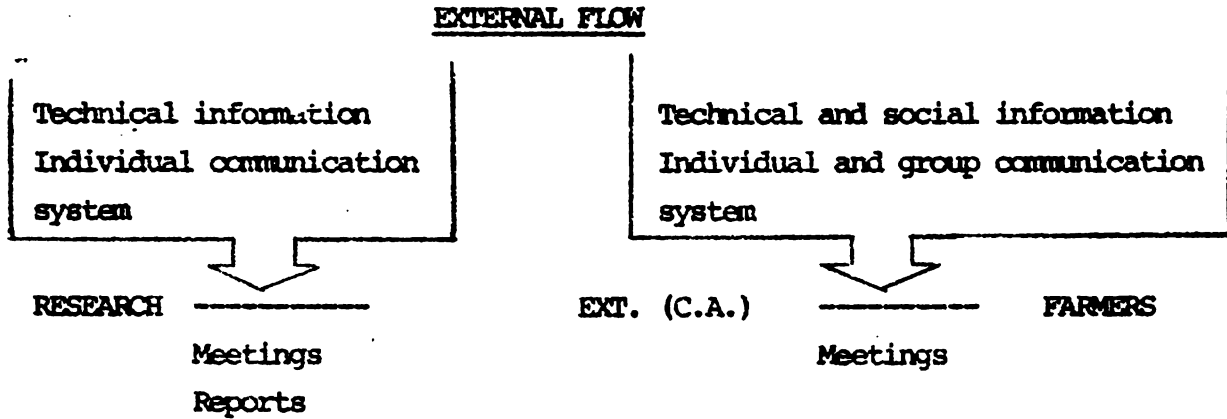 EXTERNAL FLOW
Technical information
Individual communication
system
Technical and social information
Individual and group communication
system
RESEARCH EXT. (C.A.) FARMERS
Meetings Meetings
Reports